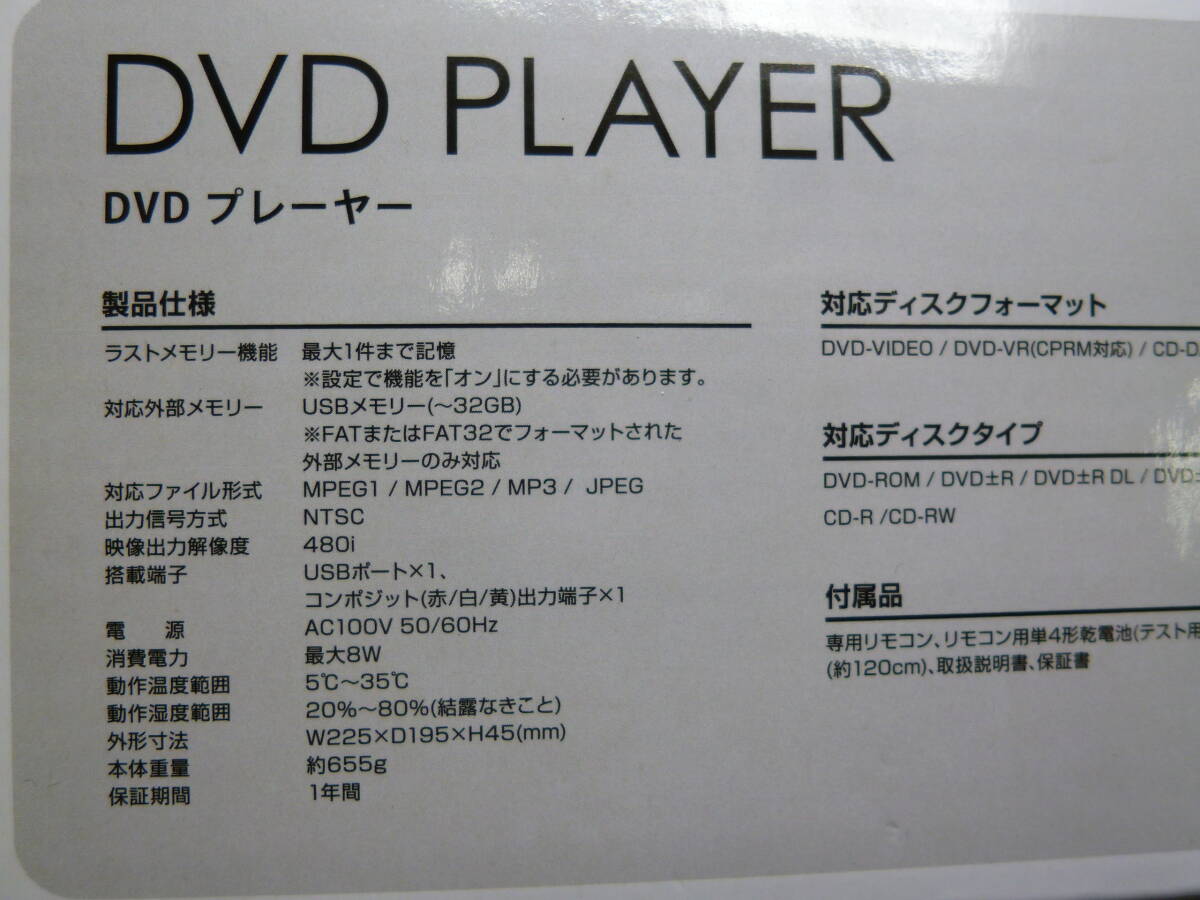 DVD PLAYER
DVD プレーヤー
製品仕様
ラストメモリー機能 最大1件まで記憶
※設定で機能を「オン」にする必要があります。
対応外部メモリー USBメモリー(～32GB)
※FATまたはFAT32でフォーマットされた
外部メモリーのみ対応
対応ファイル形式 MPEG1 / MPEG2 / MP3 / JPEG
出力信号方式 NTSC
映像出力解像度 480i
搭載端子 USBポート×1、
コンポジット(赤/白/黄)出力端子×1
電 源 AC100V 50/60Hz
消費電力 最大8W
動作温度範囲 5℃～35℃
動作湿度範囲 20%～80%(結露なきこと)
外形寸法 W225×D195×H45(mm)
本体重量 約655g
保証期間 1年間
対応ディスクフォーマット
DVD-VIDEO / DVD-VR(CPRM対応) / CD-D
対応ディスクタイプ
DVD-ROM / DVD±R / DVD±R DL / DVD±
CD-R /CD-RW
付属品
専用リモコン、リモコン用単4形乾電池(テスト用
(約120cm)、取扱説明書、保証書